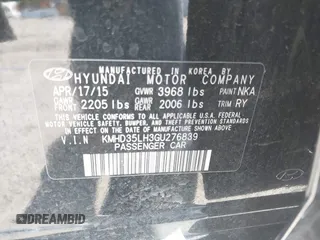 MANUFACTURED IN KOREA BY
HYUNDAI MOTOR COMPANY
APR/17/15 GVWR 3968 lbs PAINT NKA
GAWR FRONT 2205 lbs GAWR REAR 2006 lbs TRIM RY
THIS VEHICLE CONFORMS TO ALL APPLICABLE
FEDERAL MOTOR VEHICLE SAFETY, BUMPER,
AND THEFT PREVENTION STANDARDS IN EFFECT
ON THE DATE OF MANUFACTURE SHOWN ABOVE.
V.I.N KMHD35LH3GU276839
PASSENGER CAR
DREAMBID